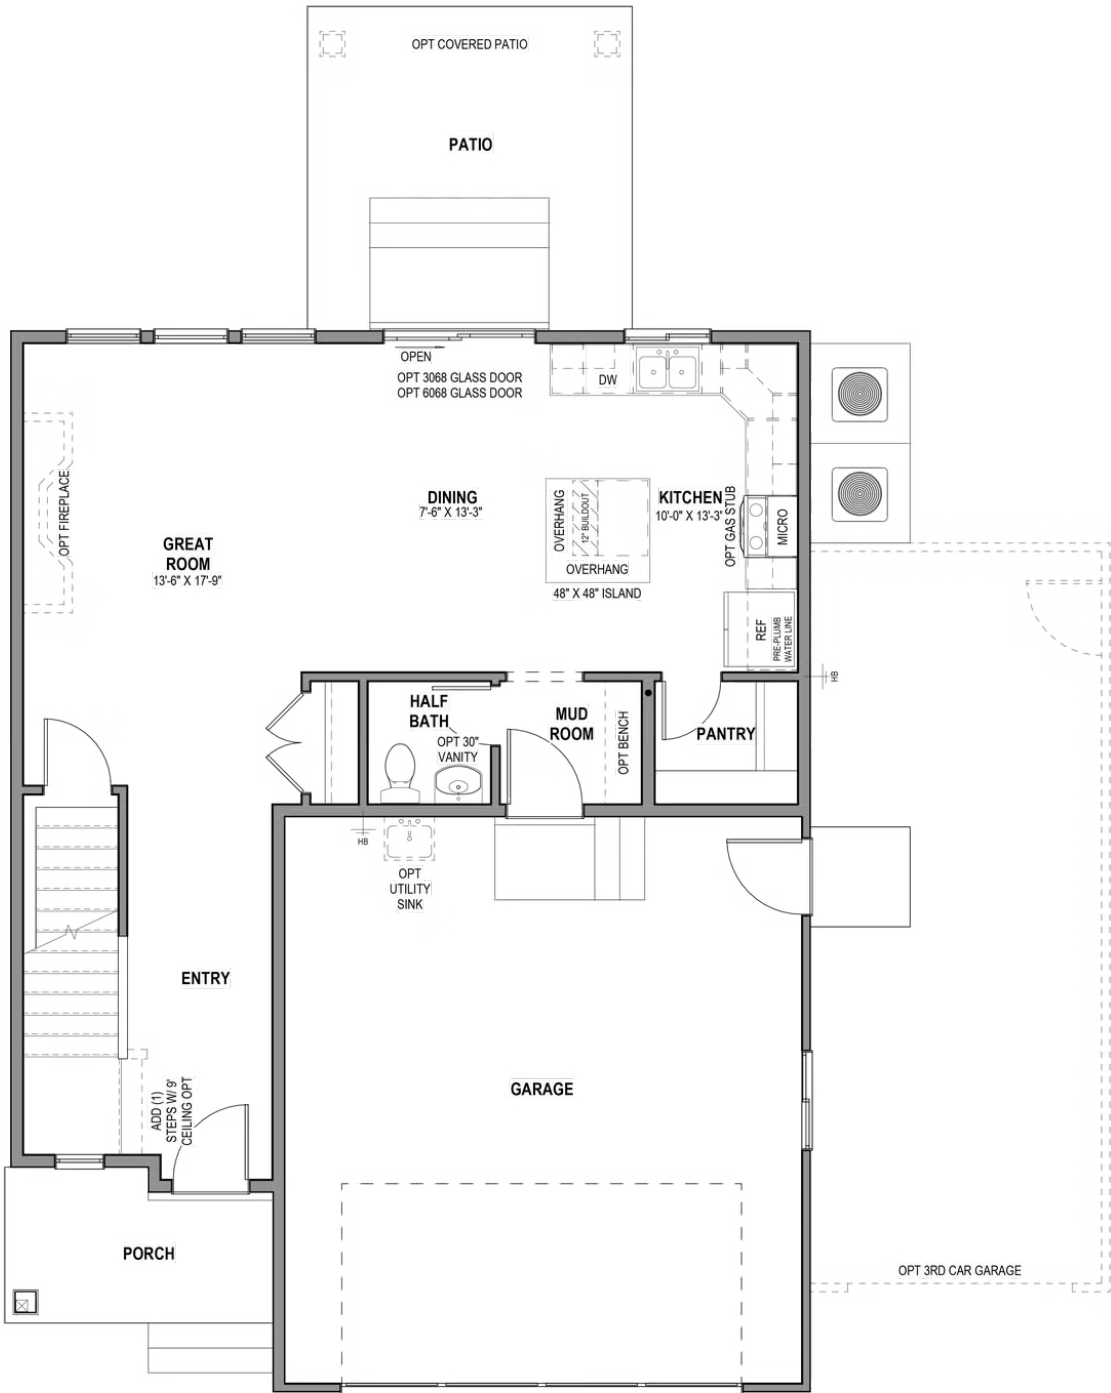 OPT COVERED PATIO
PATIO
OPEN
OPT 3068 GLASS DOOR
OPT 6068 GLASS DOOR
DW
OPT FIREPLACE
GREAT
ROOM
13'-6" X 17'-9"
DINING
7'-6" X 13'-3"
OVERHANG
12" BUILDOUT
OVERHANG
48" X 48" ISLAND
KITCHEN
10'-0" X 13'-3"
OPT GAS STUB
MICRO
REF
PRE-PLUMB
WATER LINE
HB
HALF
BATH
OPT 30"
VANITY
MUD
ROOM
OPT BENCH
PANTRY
HB
OPT
UTILITY
SINK
ENTRY
ADD (1)
STEPS W/ 9'
CEILING OPT
GARAGE
PORCH
OPT 3RD CAR GARAGE